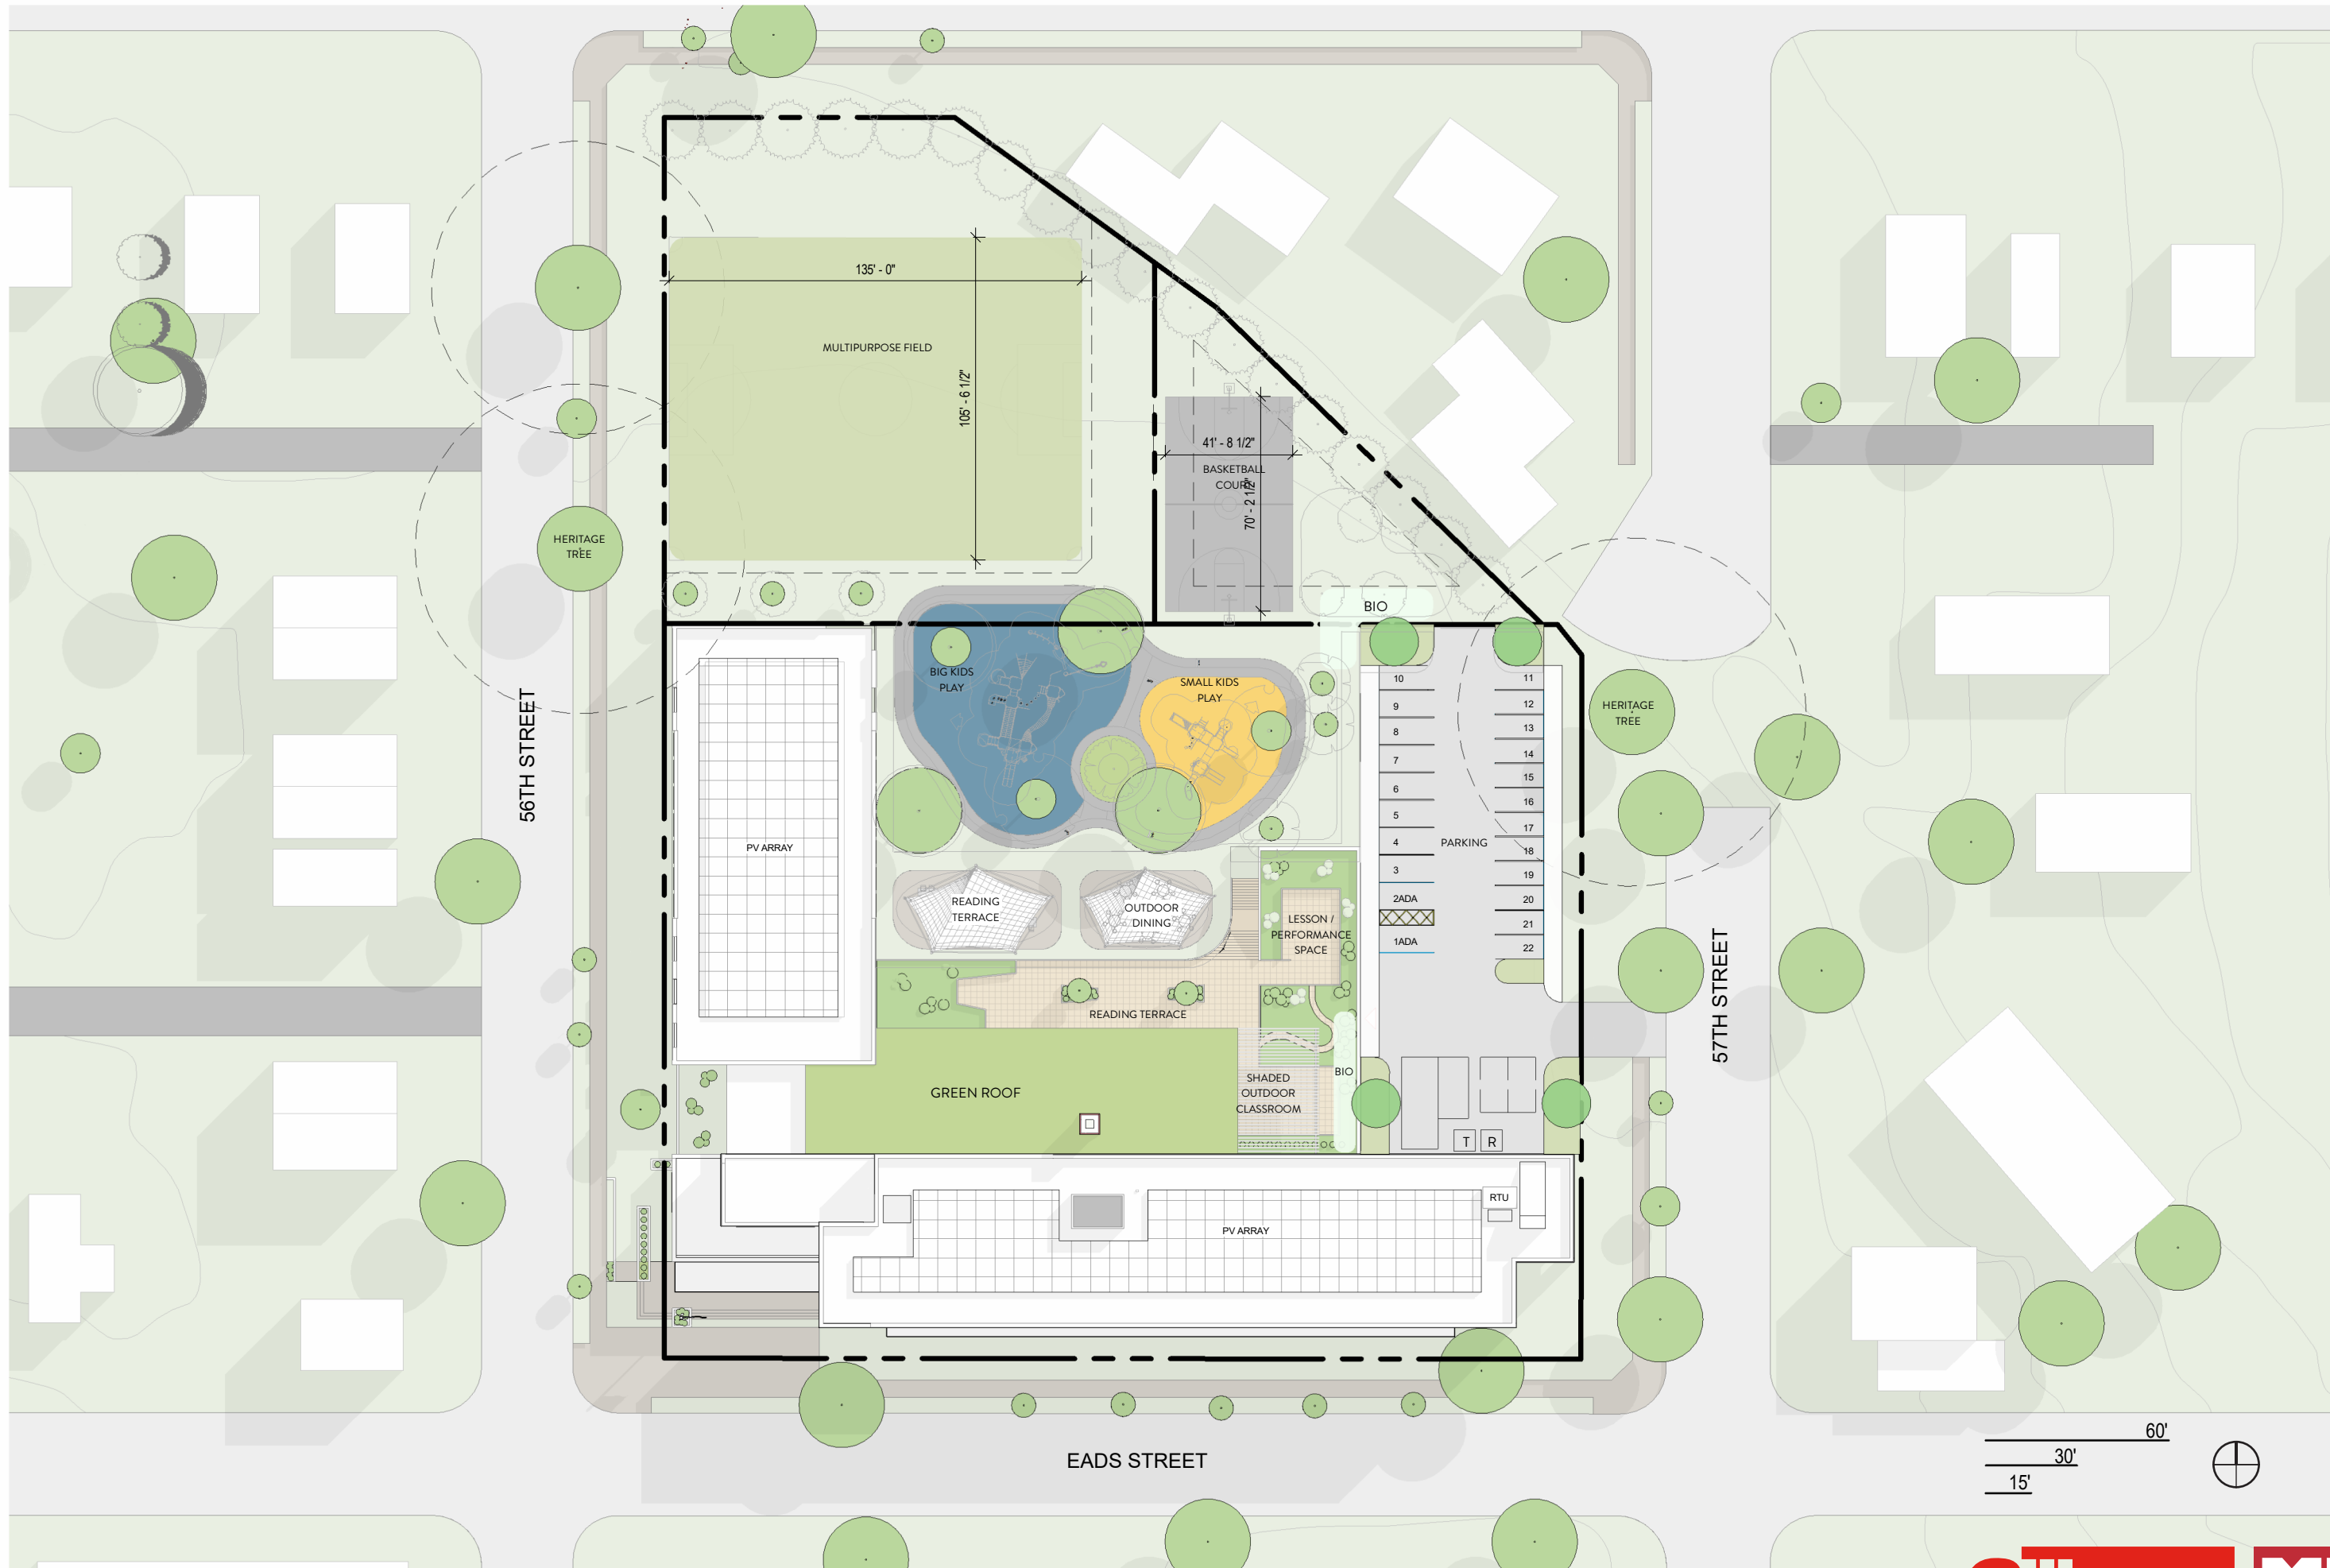 135' - 0"
MULTIPURPOSE FIELD
105' - 6 1/2"
41' - 8 1/2"
BASKETBALL
COURT
70' - 2 1/2"
HERITAGE
TREE
BIO
BIG KIDS
PLAY
SMALL KIDS
PLAY
10
9
8
7
6
5
4
3
2ADA
1ADA
PARKING
11
12
13
14
15
16
17
18
19
20
21
22
HERITAGE
TREE
56TH STREET
57TH STREET
PV ARRAY
READING
TERRACE
OUTDOOR
DINING
LESSON /
PERFORMANCE
SPACE
READING TERRACE
GREEN ROOF
SHADED
OUTDOOR
CLASSROOM
BIO
T
R
RTU
PV ARRAY
EADS STREET
60'
30'
15'